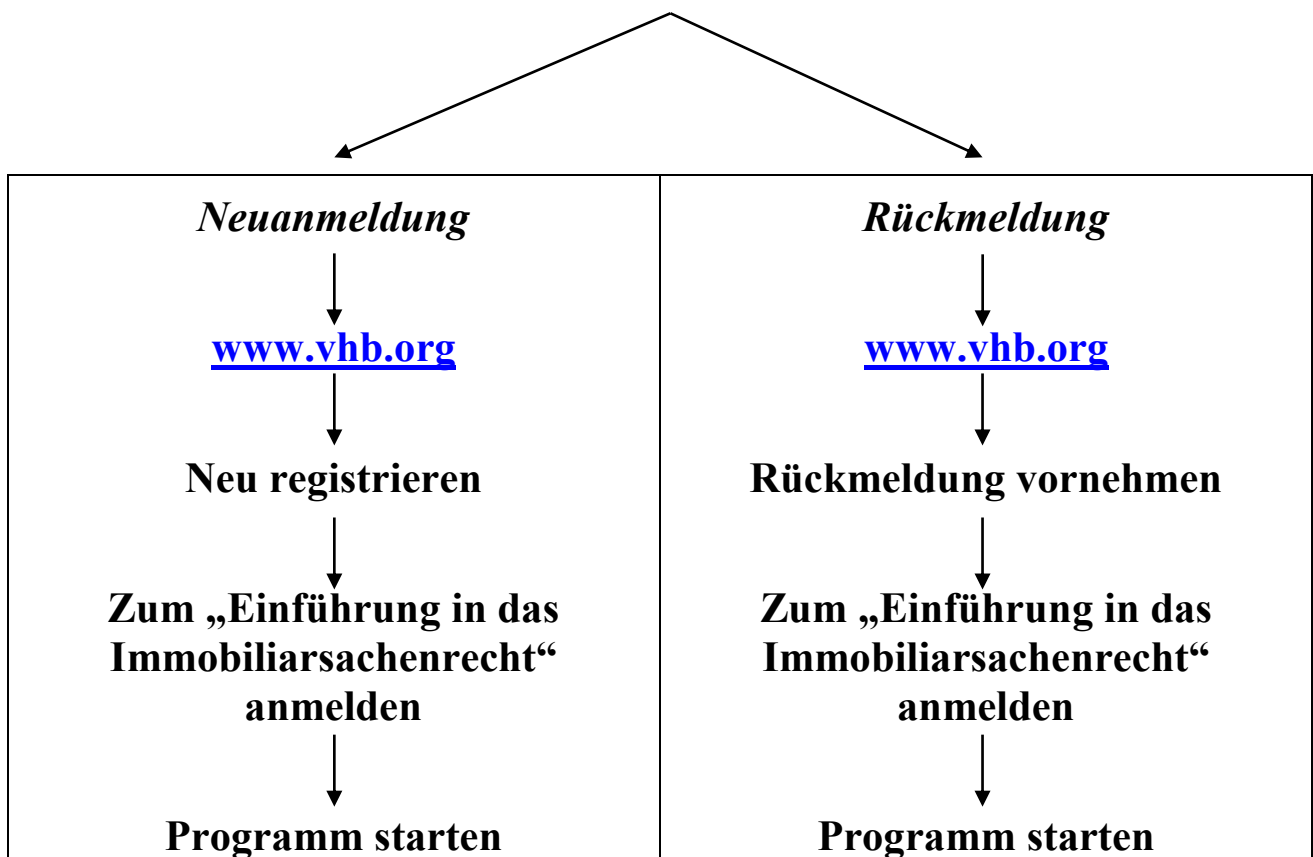 Neuanmeldung
www.vhb.org
Neu registrieren
Zum „Einführung in das
Immobiliarsachenrecht“
anmelden
Programm starten
Rückmeldung
www.vhb.org
Rückmeldung vornehmen
Zum „Einführung in das
Immobiliarsachenrecht“
anmelden
Programm starten